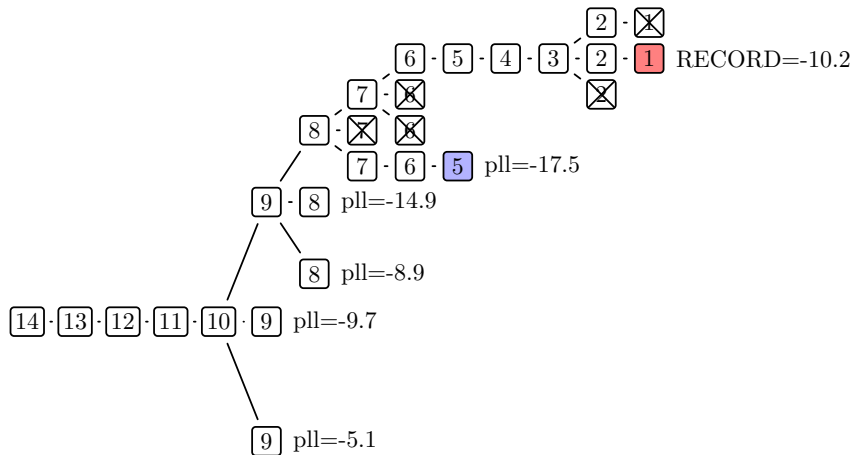 2 1
6 5 4 3 2 1 RECORD=-10.2
7 6 2
8 7 6
7 6 5 pll=-17.5
9 8 pll=-14.9
8 pll=-8.9
14 13 12 11 10 9 pll=-9.7
9 pll=-5.1